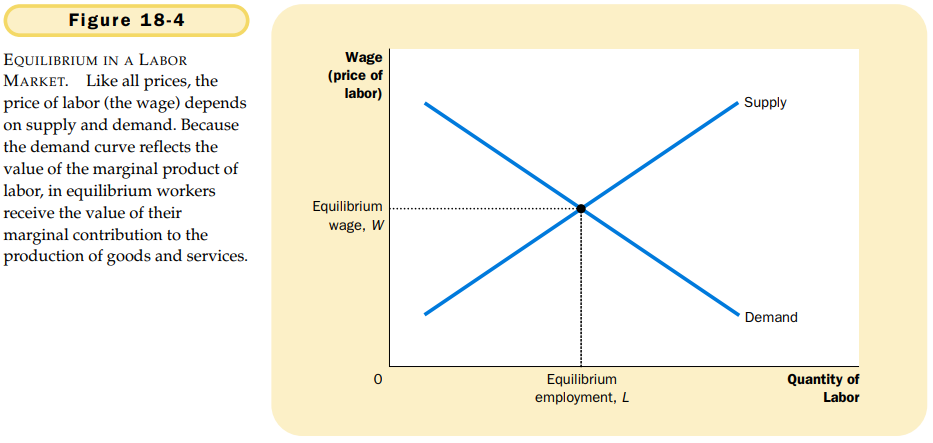 Figure 18-4
EQUILIBRIUM IN A LABOR
MARKET. Like all prices, the
price of labor (the wage) depends
on supply and demand. Because
the demand curve reflects the
value of the marginal product of
labor, in equilibrium workers
receive the value of their
marginal contribution to the
production of goods and services.
Wage
(price of
labor)
Supply
Equilibrium
wage, W
Demand
0
Equilibrium
employment, L
Quantity of
Labor